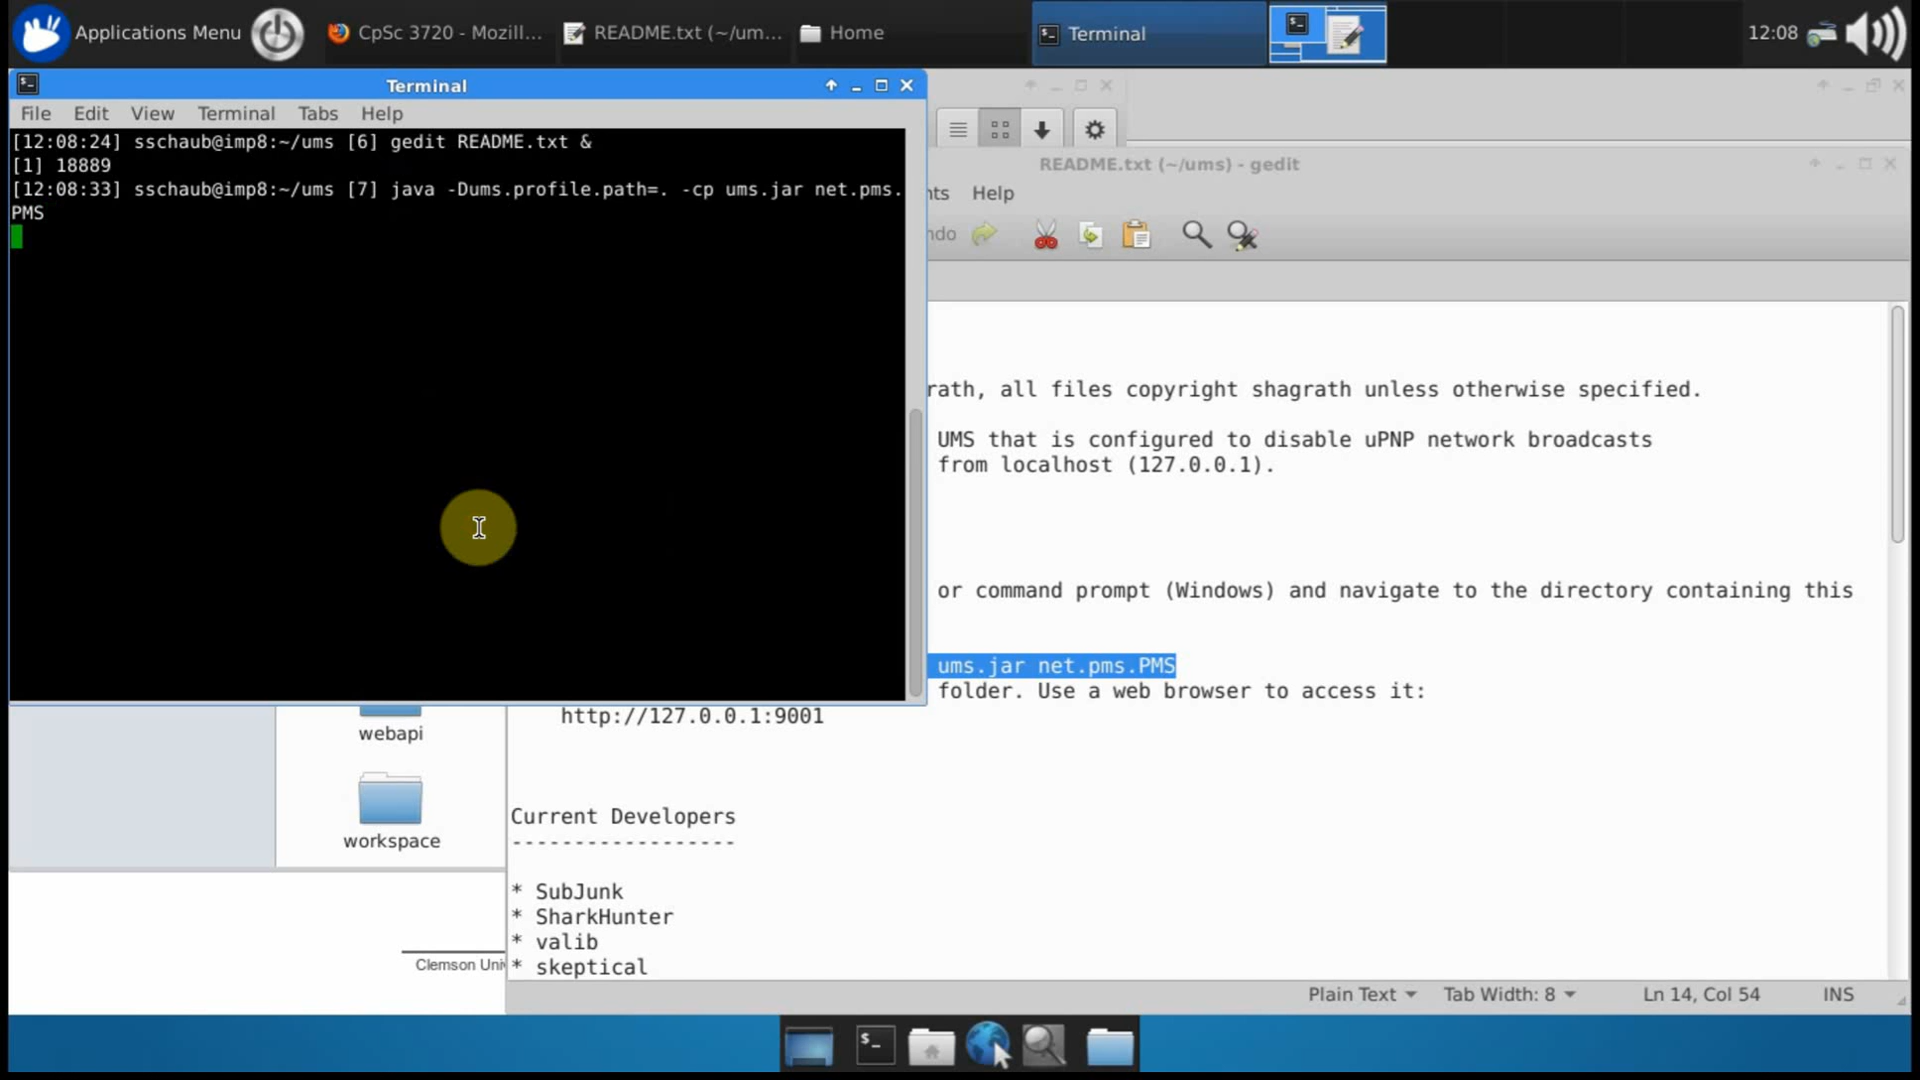 Applications Menu
CpSc 3720 - Mozill...
README.txt (~/um...
Home
Terminal
12:08
Terminal
File Edit View Terminal Tabs Help
[12:08:24] sschaub@imp8:~/ums [6] gedit README.txt &
[1] 18889
[12:08:33] sschaub@imp8:~/ums [7] java -Dums.profile.path=. -cp ums.jar net.pms.
PMS
README.txt (~/ums) - gedit
nts Help
ndo
rath, all files copyright shagrath unless otherwise specified.
UMS that is configured to disable uPNP network broadcasts
from localhost (127.0.0.1).
or command prompt (Windows) and navigate to the directory containing this
ums.jar net.pms.PMS
folder. Use a web browser to access it:
http://127.0.0.1:9001
webapi
workspace
Current Developers
------------------
* SubJunk
* SharkHunter
* valib
* skeptical
Clemson Uni
Plain Text Tab Width: 8 Ln 14, Col 54 INS